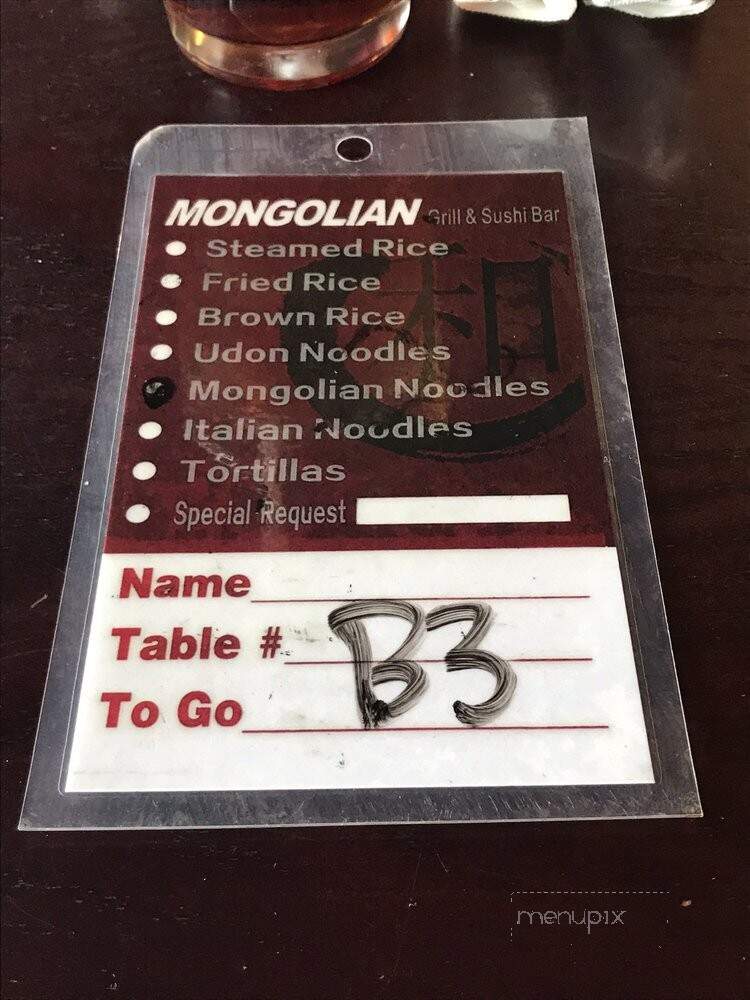 MONGOLIAN Grill & Sushi Bar
Steamed Rice
Fried Rice
Brown Rice
Udon Noodles
Mongolian Noodles
Italian Noodles
Tortillas
Special Request
Name
Table # B3
To Go
menupix